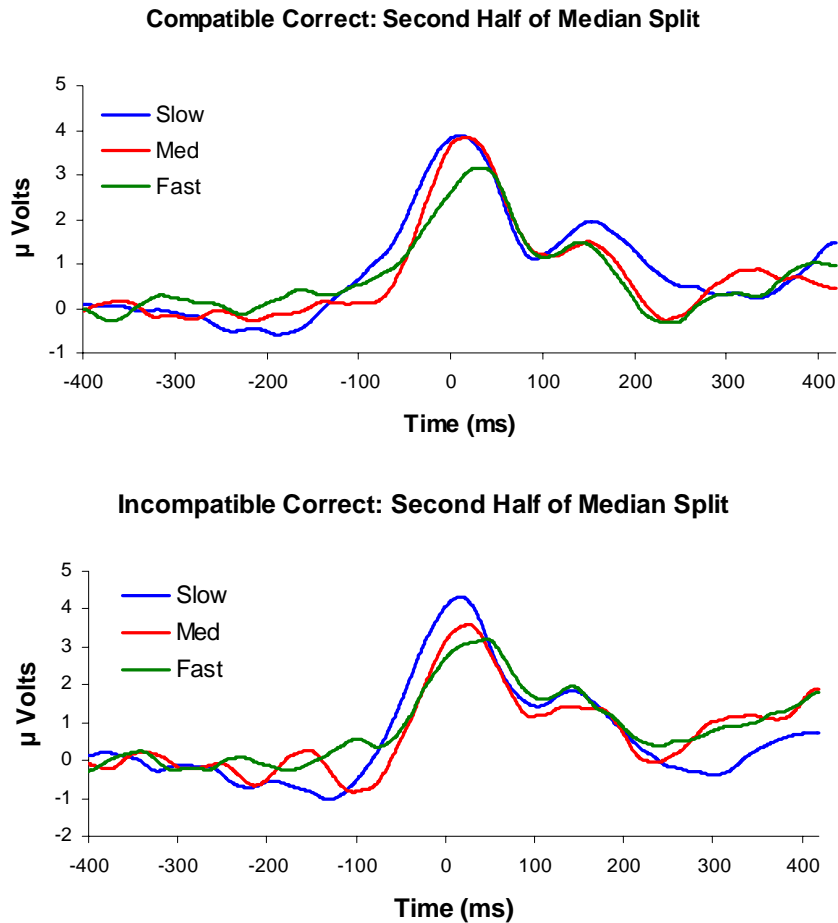 Compatible Correct: Second Half of Median Split
5
4
3
2
1
0
-1
µ Volts
Slow
Med
Fast
-400 -300 -200 -100 0 100 200 300 400
Time (ms)
Incompatible Correct: Second Half of Median Split
5
4
3
2
1
0
-1
-2
µ Volts
Slow
Med
Fast
-400 -300 -200 -100 0 100 200 300 400
Time (ms)